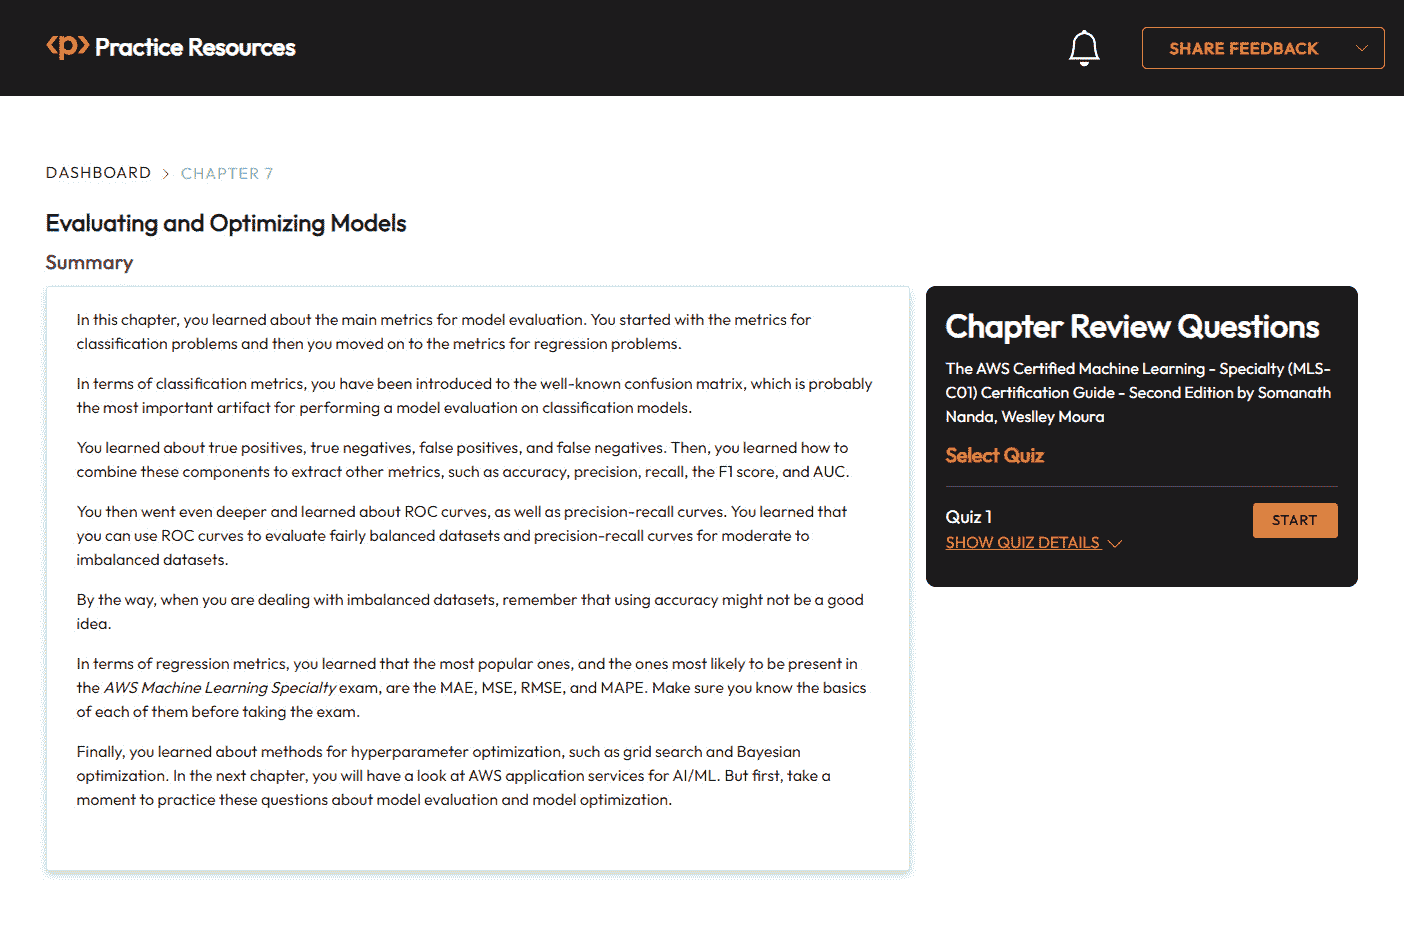 <p> Practice Resources
SHARE FEEDBACK
DASHBOARD > CHAPTER 7
Evaluating and Optimizing Models
Summary
In this chapter, you learned about the main metrics for model evaluation. You started with the metrics for
classification problems and then you moved on to the metrics for regression problems.
In terms of classification metrics, you have been introduced to the well-known confusion matrix, which is probably
the most important artifact for performing a model evaluation on classification models.
You learned about true positives, true negatives, false positives, and false negatives. Then, you learned how to
combine these components to extract other metrics, such as accuracy, precision, recall, the F1 score, and AUC.
You then went even deeper and learned about ROC curves, as well as precision-recall curves. You learned that
you can use ROC curves to evaluate fairly balanced datasets and precision-recall curves for moderate to
imbalanced datasets.
By the way, when you are dealing with imbalanced datasets, remember that using accuracy might not be a good
idea.
In terms of regression metrics, you learned that the most popular ones, and the ones most likely to be present in
the AWS Machine Learning Specialty exam, are the MAE, MSE, RMSE, and MAPE. Make sure you know the basics
of each of them before taking the exam.
Finally, you learned about methods for hyperparameter optimization, such as grid search and Bayesian
optimization. In the next chapter, you will have a look at AWS application services for AI/ML. But first, take a
moment to practice these questions about model evaluation and model optimization.
Chapter Review Questions
The AWS Certified Machine Learning - Specialty (MLS-
C01) Certification Guide - Second Edition by Somanath
Nanda, Weslley Moura
Select Quiz
Quiz 1
START
SHOW QUIZ DETAILS